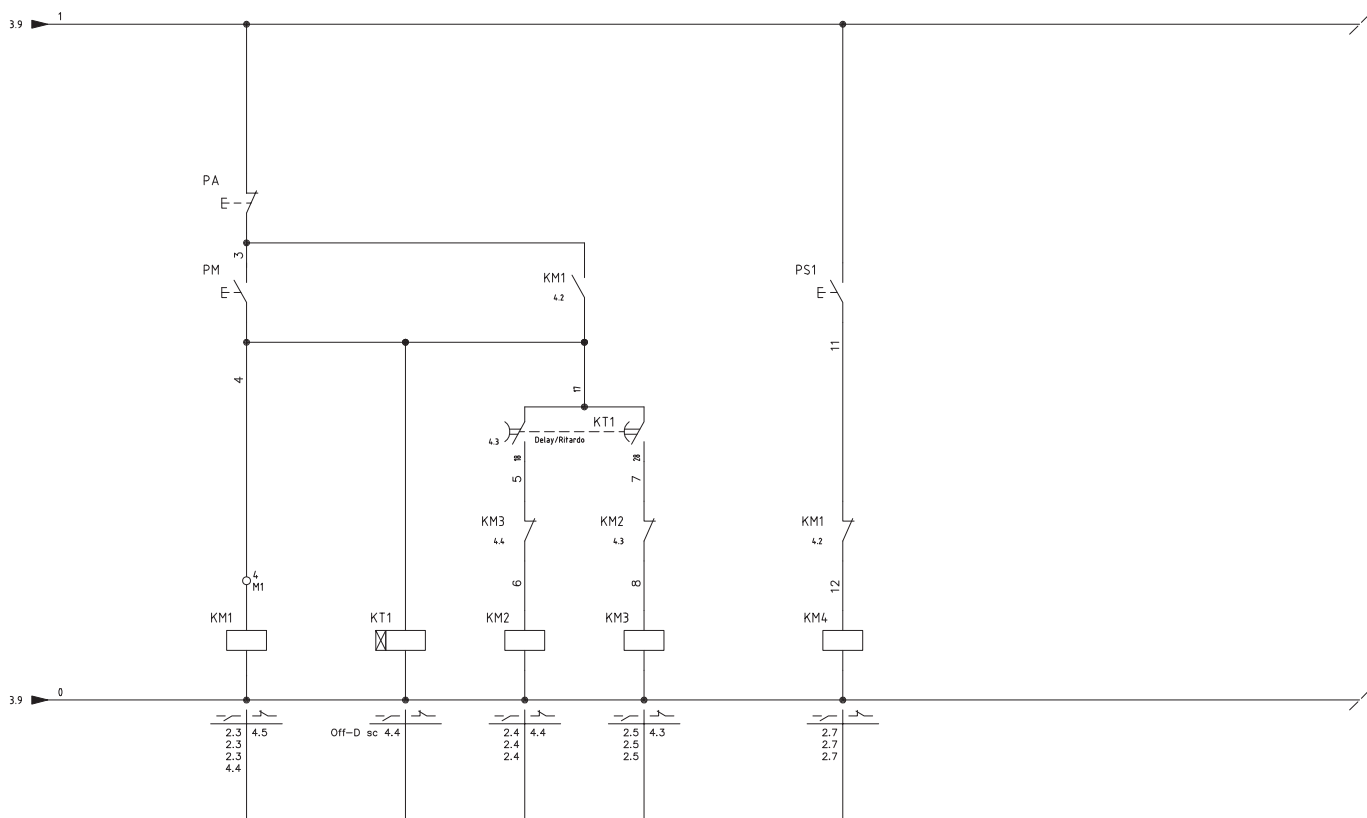 3.9 1
PA
3
PM
KM1
4.2
PS1
4
11
17
KT1
4.3
Delay/Ritardo
18
28
5
7
KM3
4.4
KM2
4.3
KM1
4.2
4
M1
6
8
12
KM1
KT1
KM2
KM3
KM4
3.9 0
2.3 4.5
2.3
2.3
4.4
Off-D sc 4.4
2.4 4.4
2.4
2.4
2.5 4.3
2.5
2.5
2.7
2.7
2.7